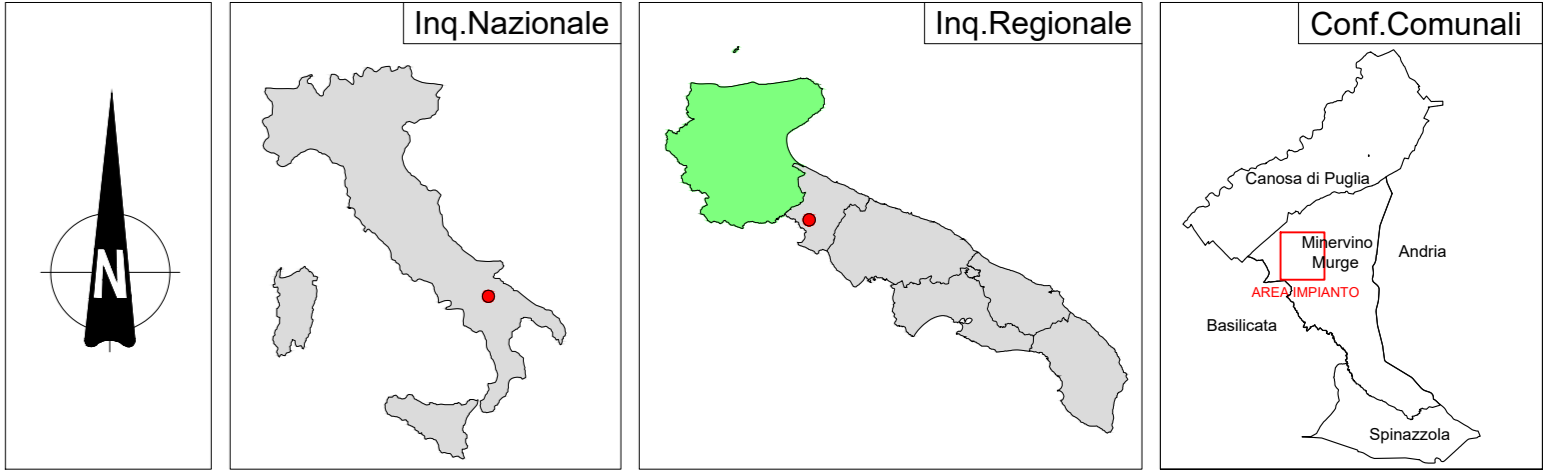 N
Inq.Nazionale
Inq.Regionale
Conf.Comunali
Canosa di Puglia
Minervino
Murge
Andria
AREA IMPIANTO
Basilicata
Spinazzola